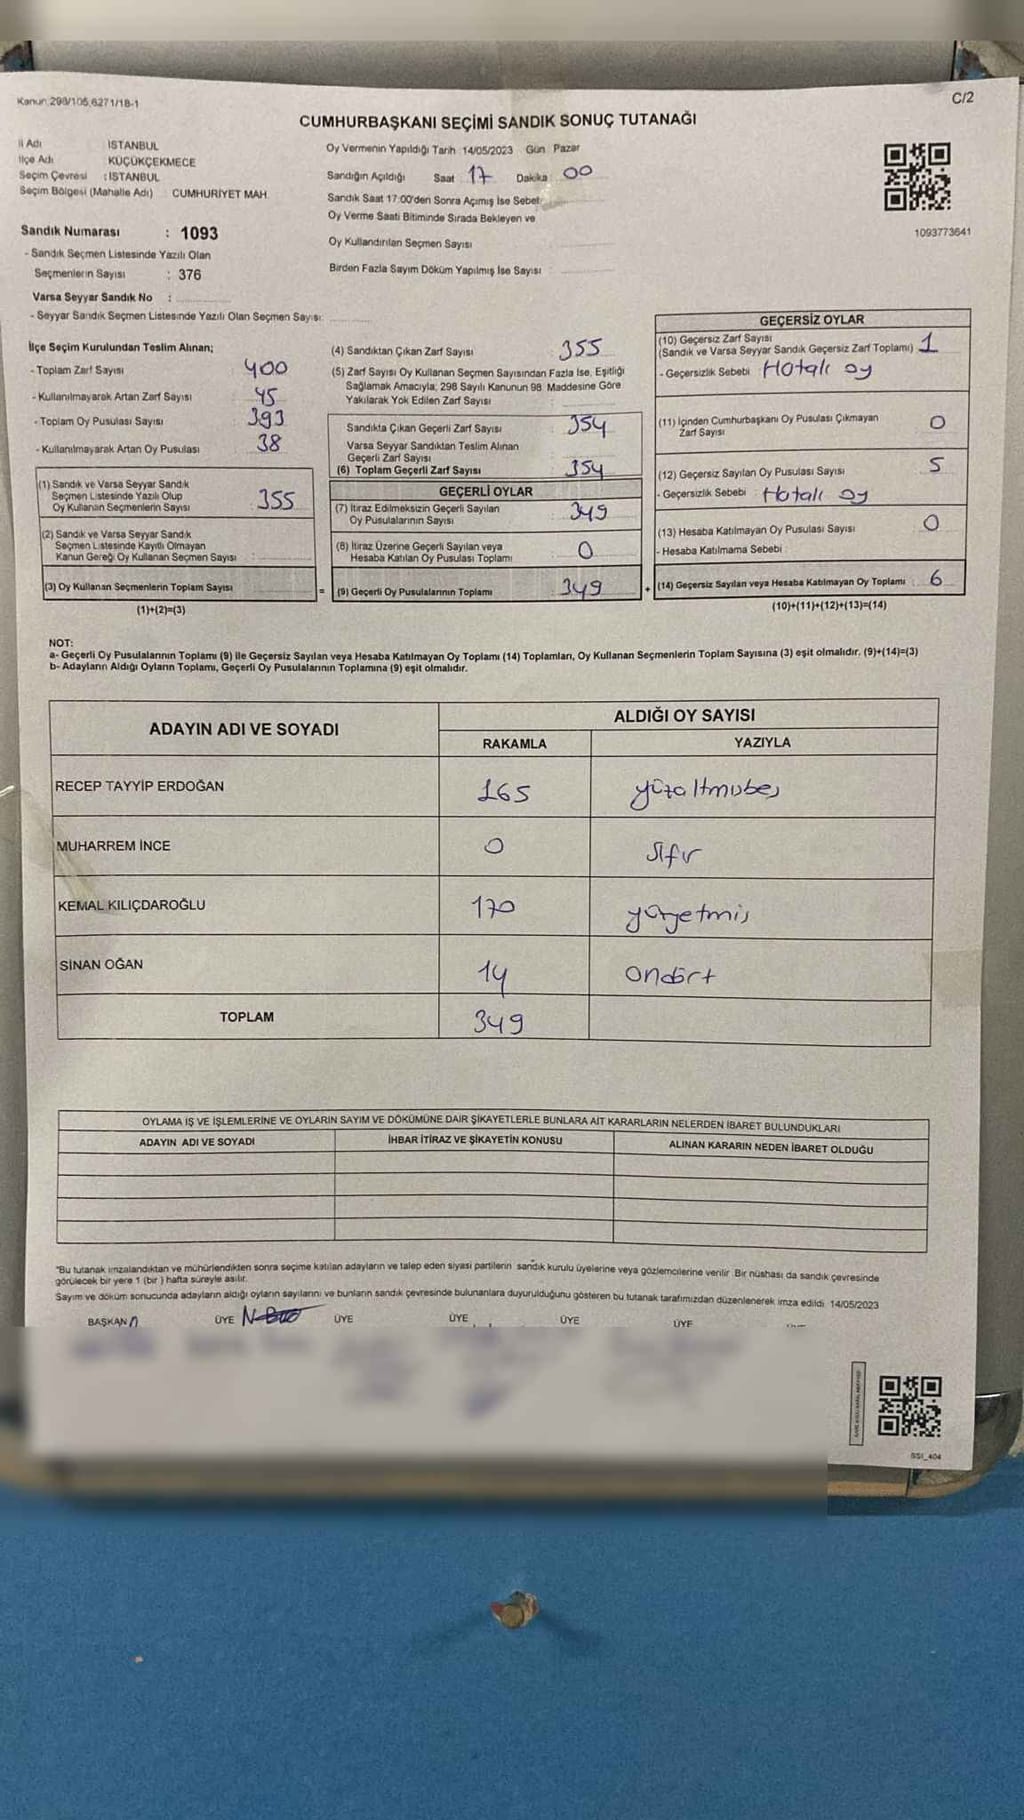 Kanun:298/105,6271/18-1
C/2
CUMHURBAŞKANI SEÇİMİ SANDIK SONUÇ TUTANAĞI
İl Adı İSTANBUL
İlçe Adı KÜÇÜKÇEKMECE
Seçim Çevresi : İSTANBUL
Seçim Bölgesi (Mahalle Adı) CUMHURİYET MAH.
Sandık Numarası : 1093
- Sandık Seçmen Listesinde Yazılı Olan
Seçmenlerin Sayısı : 376
Varsa Seyyar Sandık No :
- Seyyar Sandık Seçmen Listesinde Yazılı Olan Seçmen Sayısı:
Oy Vermenin Yapıldığı Tarih 14/05/2023 Gün Pazar
Sandığın Açıldığı Saat 17 Dakika 00
Sandık Saat 17:00'den Sonra Açmış İse Sebebi
Oy Verme Saati Bitiminde Sırada Bekleyen ve
Oy Kullandırılan Seçmen Sayısı
Birden Fazla Sayım Döküm Yapılmış İse Sayısı
1093773641
İlçe Seçim Kurulundan Teslim Alınan;
- Toplam Zarf Sayısı 400
- Kullanılmayarak Artan Zarf Sayısı 45
- Toplam Oy Pusulası Sayısı 393
- Kullanılmayarak Artan Oy Pusulası 38
(1) Sandık ve Varsa Seyyar Sandık
Seçmen Listesinde Yazılı Olup
Oy Kullanan Seçmenlerin Sayısı 355
(2) Sandık ve Varsa Seyyar Sandık
Seçmen Listesinde Kayıtlı Olmayan
Kanun Gereği Oy Kullanan Seçmen Sayısı
(3) Oy Kullanan Seçmenlerin Toplam Sayısı
(1)+(2)=(3)
(4) Sandıktan Çıkan Zarf Sayısı 355
(5) Zarf Sayısı Oy Kullanan Seçmen Sayısından Fazla İse, Eşitliği
Sağlamak Amacıyla; 298 Sayılı Kanunun 98. Maddesine Göre
Yakılarak Yok Edilen Zarf Sayısı
Sandıkta Çıkan Geçerli Zarf Sayısı 354
Varsa Seyyar Sandıktan Teslim Alınan
Geçerli Zarf Sayısı
(6) Toplam Geçerli Zarf Sayısı 354
GEÇERLİ OYLAR
(7) İtiraz Edilmeksizin Geçerli Sayılan
Oy Pusulalarının Sayısı 349
(8) İtiraz Üzerine Geçerli Sayılan veya
Hesaba Katılan Oy Pusulası Toplamı 0
= (9) Geçerli Oy Pusulalarının Toplamı 349 +
GEÇERSİZ OYLAR
(10) Geçersiz Zarf Sayısı
(Sandık ve Varsa Seyyar Sandık Geçersiz Zarf Toplamı) 1
- Geçersizlik Sebebi Hatalı oy
(11) İçinden Cumhurbaşkanı Oy Pusulası Çıkmayan
Zarf Sayısı 0
(12) Geçersiz Sayılan Oy Pusulası Sayısı 5
- Geçersizlik Sebebi Hatalı oy
(13) Hesaba Katılmayan Oy Pusulası Sayısı 0
- Hesaba Katılmama Sebebi
(14) Geçersiz Sayılan veya Hesaba Katılmayan Oy Toplamı 6
(10)+(11)+(12)+(13)=(14)
NOT:
a- Geçerli Oy Pusulalarının Toplamı (9) ile Geçersiz Sayılan veya Hesaba Katılmayan Oy Toplamı (14) Toplamları, Oy Kullanan Seçmenlerin Toplam Sayısına (3) eşit olmalıdır. (9)+(14)=(3)
b- Adayların Aldığı Oyların Toplamı, Geçerli Oy Pusulalarının Toplamına (9) eşit olmalıdır.
ADAYIN ADI VE SOYADI ALDIĞI OY SAYISI
RAKAMLA YAZIYLA
RECEP TAYYİP ERDOĞAN 165 yüzaltmışbeş
MUHARREM İNCE 0 sıfır
KEMAL KILIÇDAROĞLU 170 yüzyetmiş
SİNAN OĞAN 14 ondört
TOPLAM 349
OYLAMA İŞ VE İŞLEMLERİNE VE OYLARIN SAYIM VE DÖKÜMÜNE DAİR ŞİKAYETLERLE BUNLARA AİT KARARLARIN NELERDEN İBARET BULUNDUKLARI
ADAYIN ADI VE SOYADI İHBAR İTİRAZ VE ŞİKAYETİN KONUSU ALINAN KARARIN NEDEN İBARET OLDUĞU
*Bu tutanak imzalandıktan ve mühürlendikten sonra seçime katılan adayların ve talep eden siyasi partilerin sandık kurulu üyelerine veya gözlemcilerine verilir. Bir nüshası da sandık çevresinde
görülecek bir yere 1 (bir) hafta süreyle asılır.
Sayım ve döküm sonucunda adayların aldığı oyların sayılarını ve bunların sandık çevresinde bulunanlara duyurulduğunu gösteren bu tutanak tarafımızdan düzenlenerek imza edildi. 14/05/2023
BAŞKAN ÜYE ÜYE ÜYE ÜYE ÜYE
SSI_404